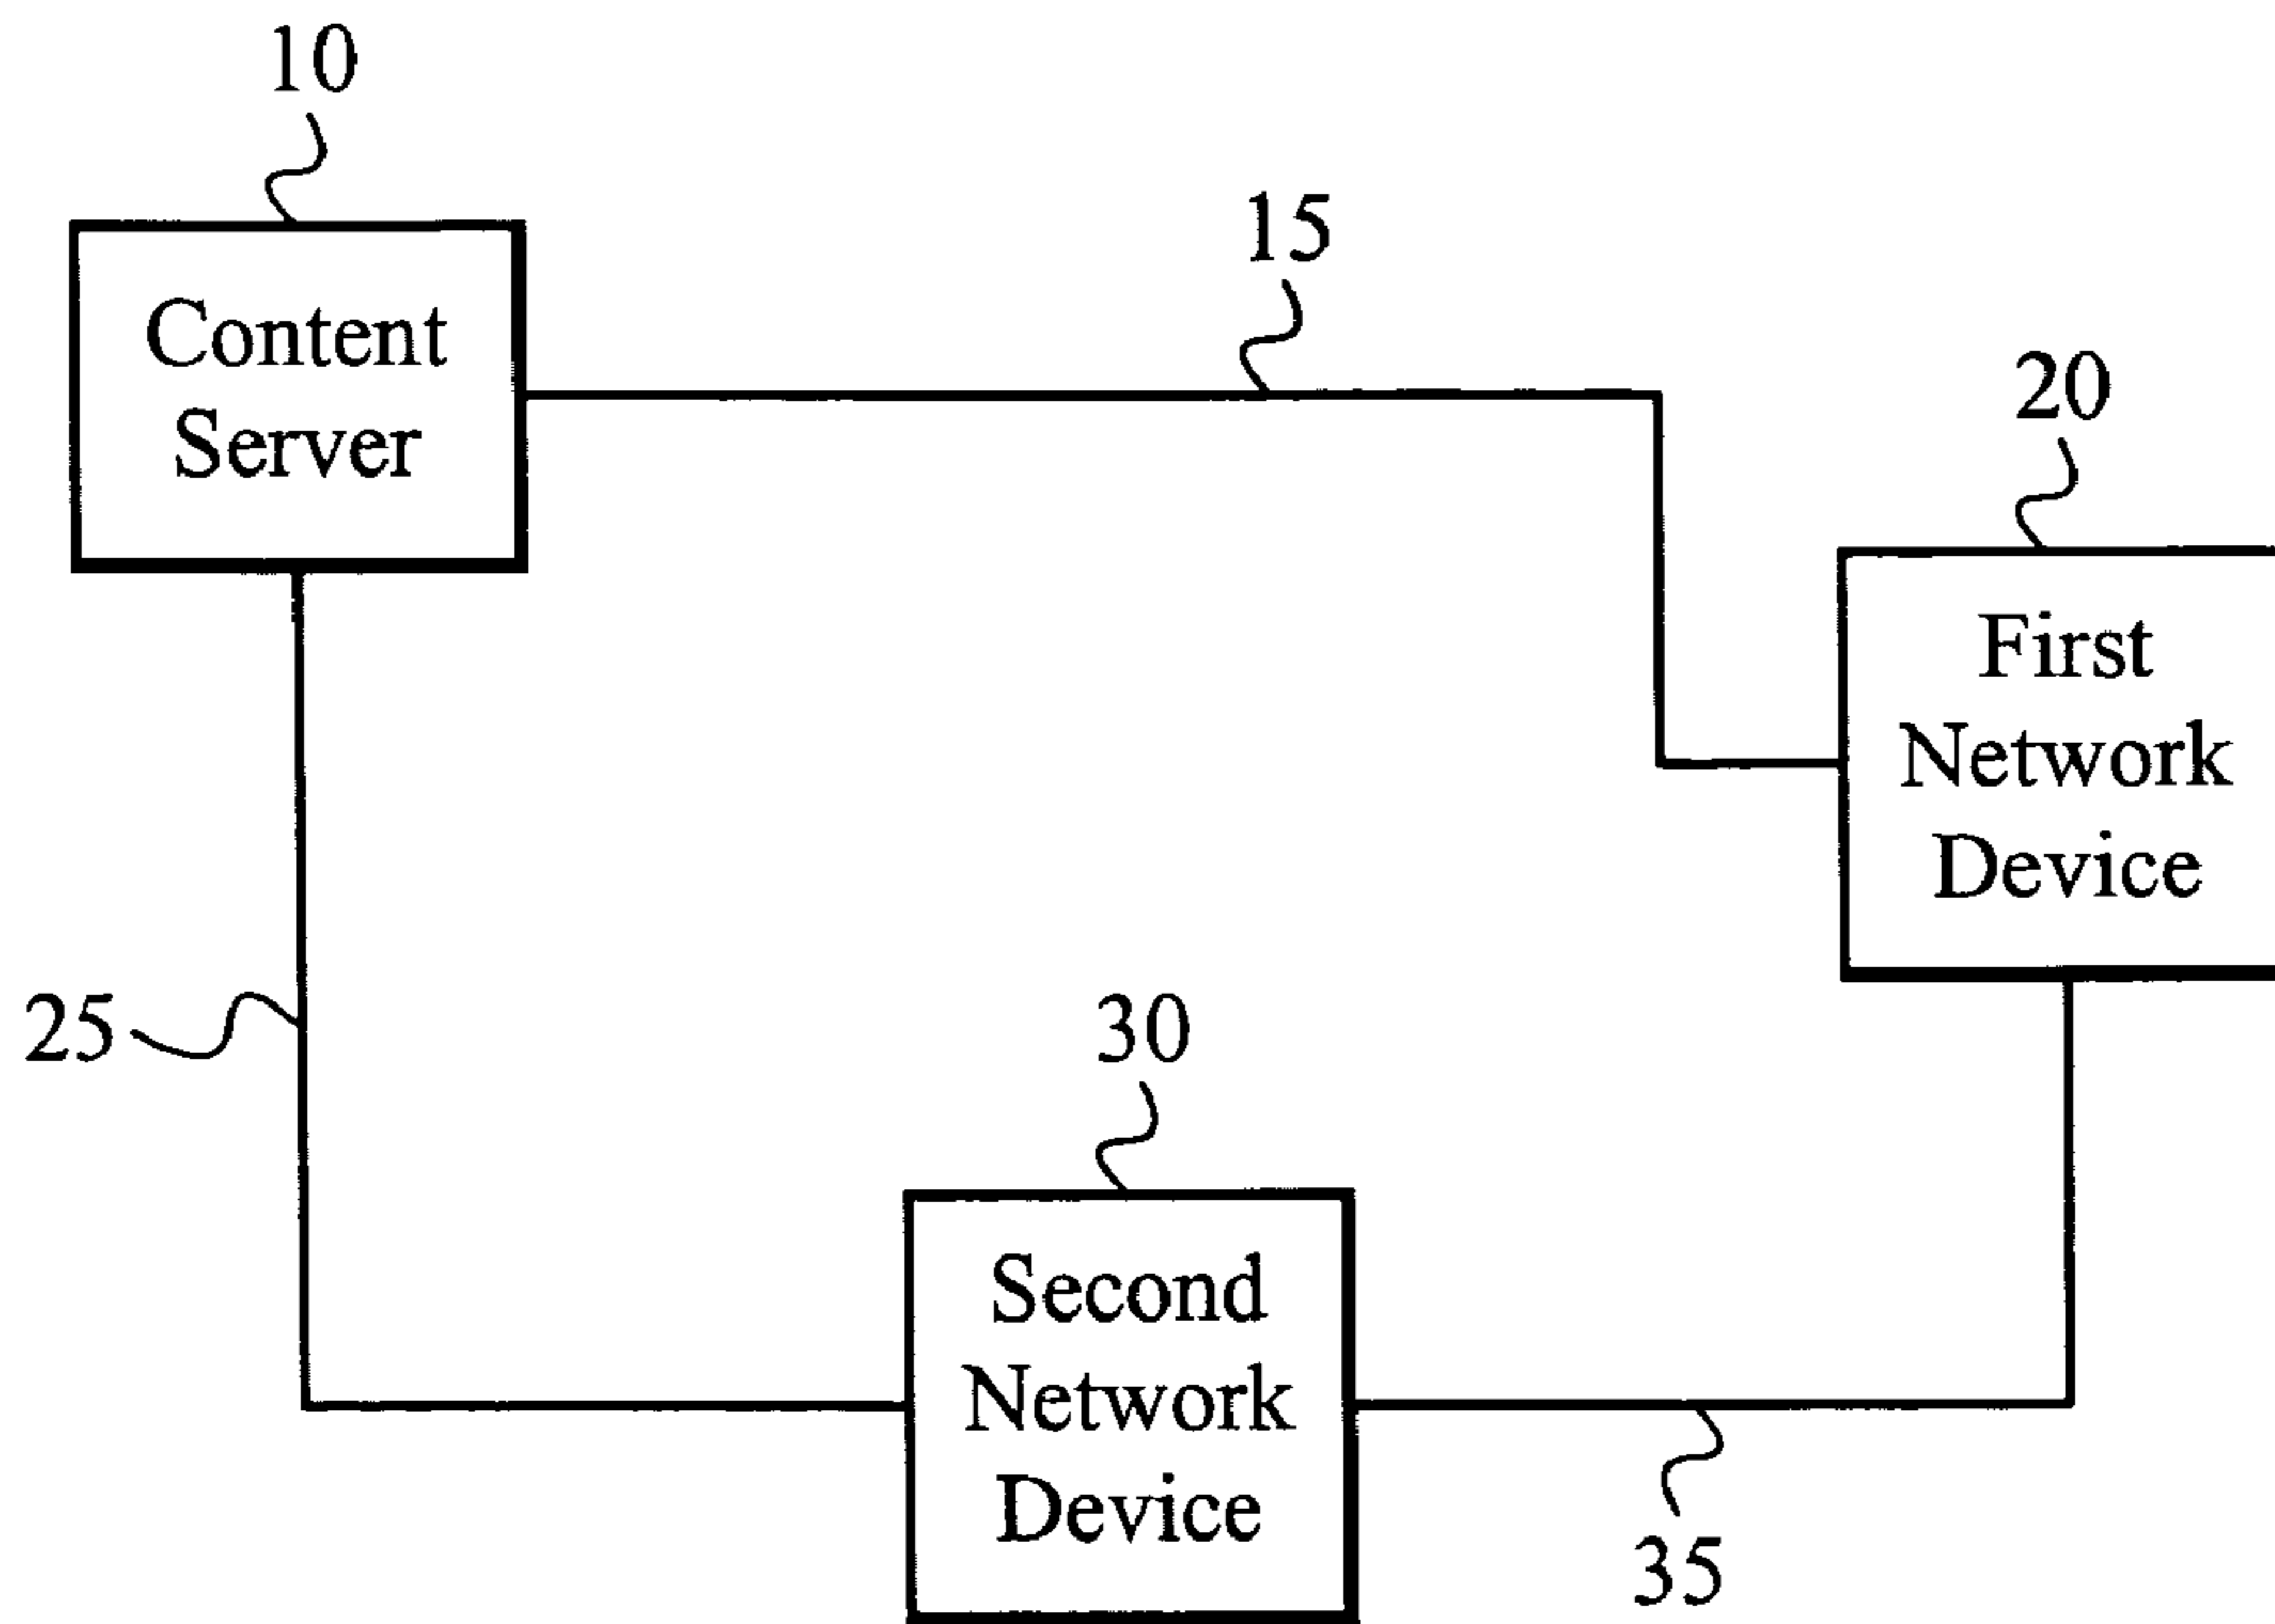 10
15
Content
Server
20
First
Network
Device
25
30
Second
Network
Device
35